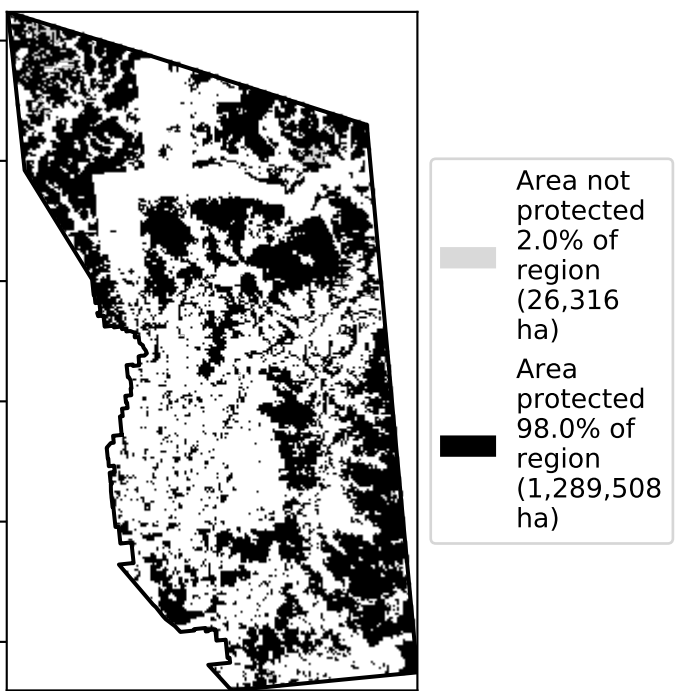 Area not
protected
2.0% of
region
(26,316
ha)
Area
protected
98.0% of
region
(1,289,508
ha)